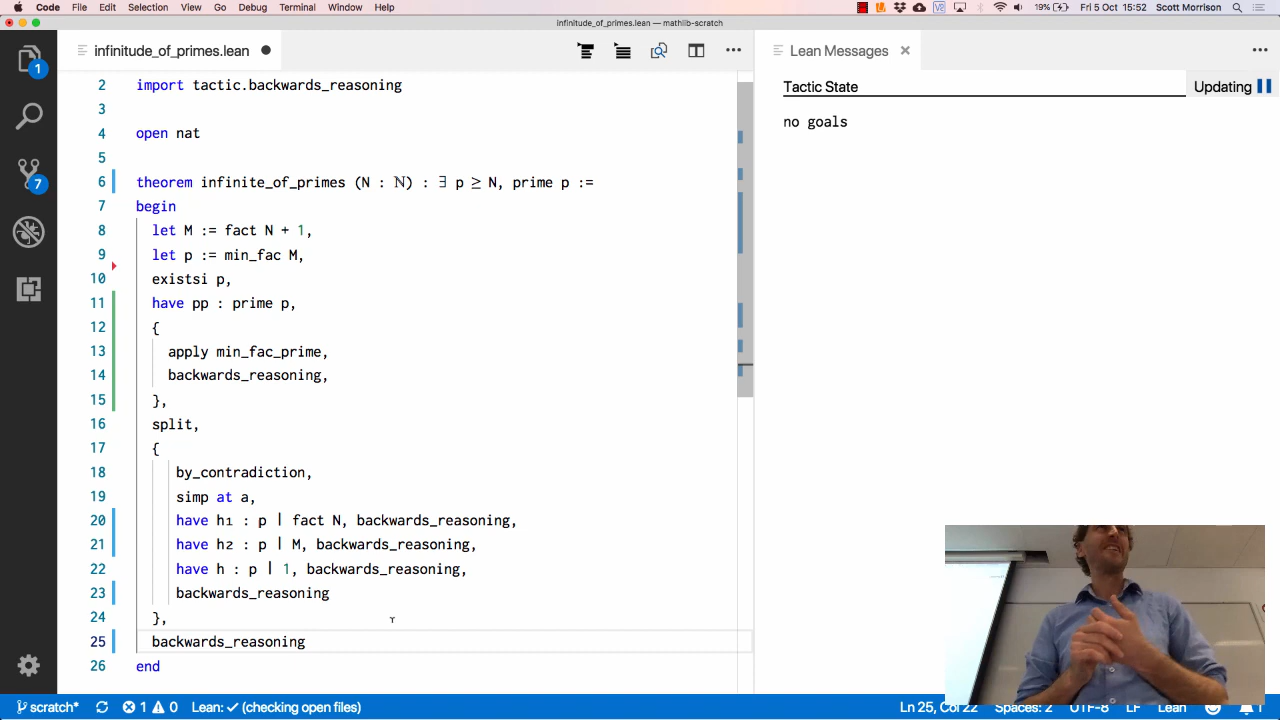 Code File Edit Selection View Go Debug Terminal Window Help 19% Fri 5 Oct 15:52 Scott Morrison
infinitude_of_primes.lean — mathlib-scratch
infinitude_of_primes.lean
Lean Messages
1
7
2 import tactic.backwards_reasoning
3
4 open nat
5
6 theorem infinite_of_primes (N : ℕ) : ∃ p ≥ N, prime p :=
7 begin
8 let M := fact N + 1,
9 let p := min_fac M,
10 existsi p,
11 have pp : prime p,
12 {
13 apply min_fac_prime,
14 backwards_reasoning,
15 },
16 split,
17 {
18 by_contradiction,
19 simp at a,
20 have h₁ : p ∣ fact N, backwards_reasoning,
21 have h₂ : p ∣ M, backwards_reasoning,
22 have h : p ∣ 1, backwards_reasoning,
23 backwards_reasoning
24 },
25 backwards_reasoning
26 end
Tactic State
Updating
no goals
scratch* 1 0 Lean: ✓ (checking open files) Ln 25, Col 22 Spaces: 2 UTF-8 LF Lean 1